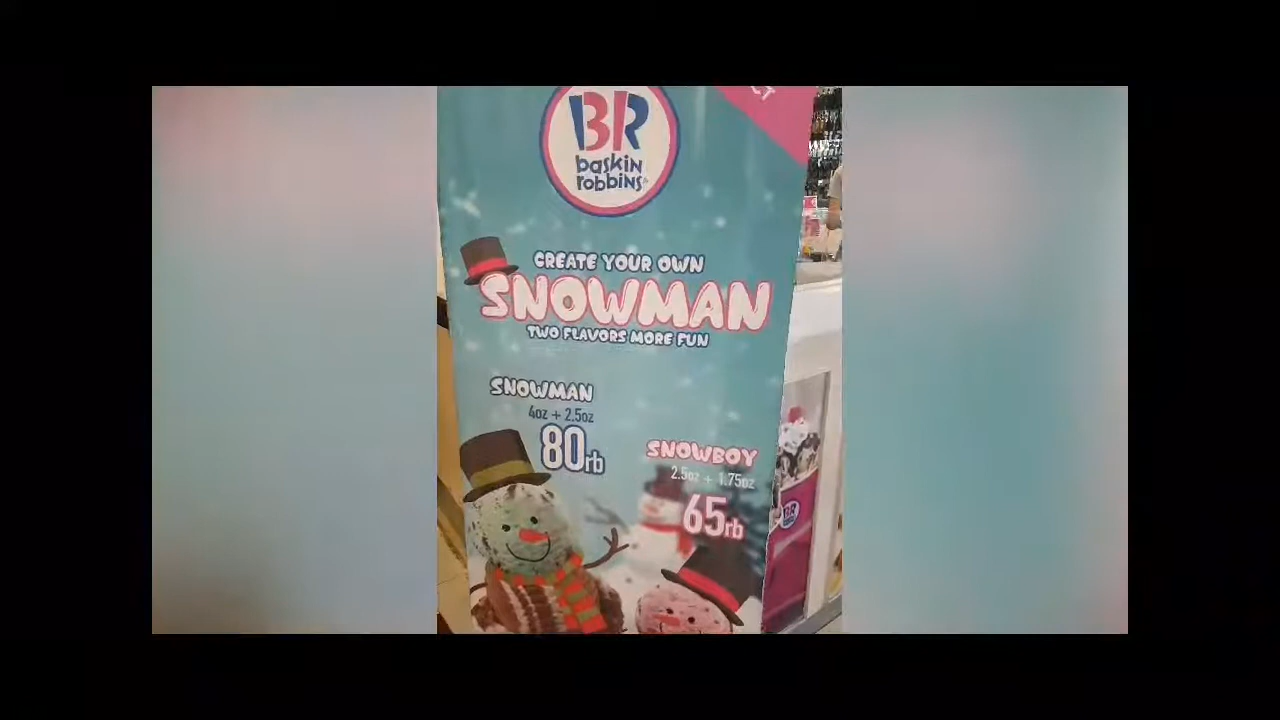 BR
baskin
robbins
CREATE YOUR OWN
SNOWMAN
TWO FLAVORS MORE FUN
SNOWMAN
4oz + 2.5oz
80rb
SNOWBOY
2.5oz + 1.75oz
65rb
BR